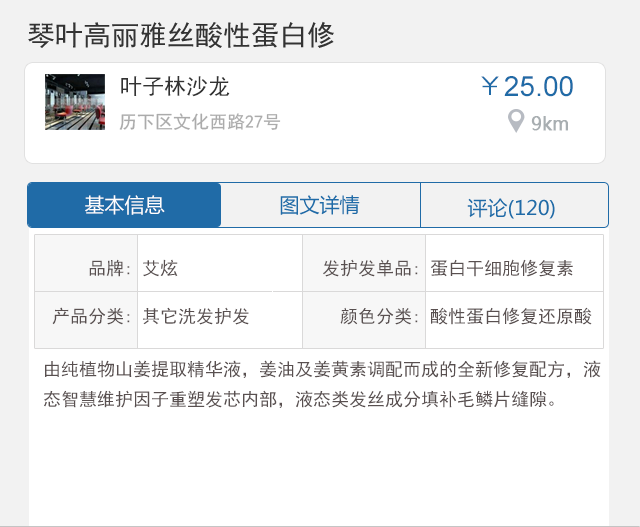 琴叶高丽雅丝酸性蛋白修
叶子林沙龙
￥25.00
历下区文化西路27号
9km
基本信息 图文详情 评论(120)
品牌: 艾炫 发护发单品: 蛋白干细胞修复素
产品分类: 其它洗发护发 颜色分类: 酸性蛋白修复还原酸
由纯植物山姜提取精华液，姜油及姜黄素调配而成的全新修复配方，液
态智慧维护因子重塑发芯内部，液态类发丝成分填补毛鳞片缝隙。